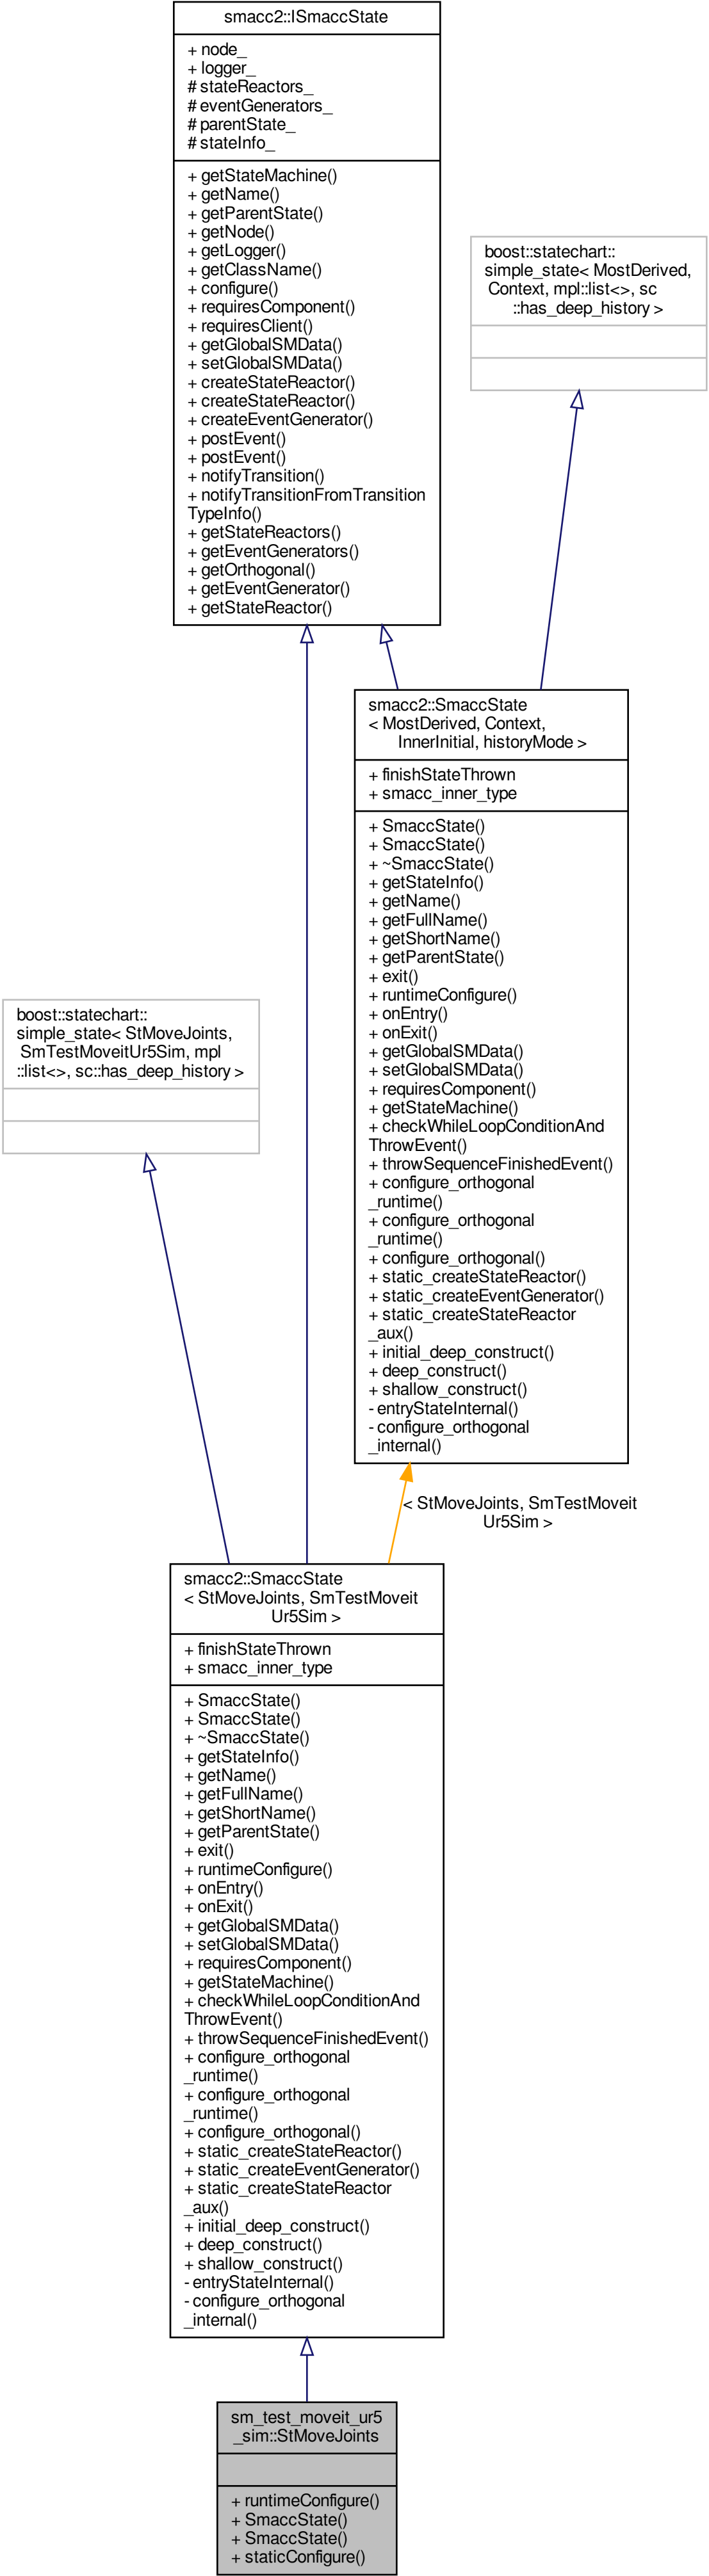 smacc2::ISmaccState
+ node_
+ logger_
# stateReactors_
# eventGenerators_
# parentState_
# stateInfo_
+ getStateMachine()
+ getName()
+ getParentState()
+ getNode()
+ getLogger()
+ getClassName()
+ configure()
+ requiresComponent()
+ requiresClient()
+ getGlobalSMData()
+ setGlobalSMData()
+ createStateReactor()
+ createStateReactor()
+ createEventGenerator()
+ postEvent()
+ postEvent()
+ notifyTransition()
+ notifyTransitionFromTransition
TypeInfo()
+ getStateReactors()
+ getEventGenerators()
+ getOrthogonal()
+ getEventGenerator()
+ getStateReactor()
boost::statechart::
simple_state< MostDerived,
Context, mpl::list<>, sc
::has_deep_history >
smacc2::SmaccState
< MostDerived, Context,
InnerInitial, historyMode >
+ finishStateThrown
+ smacc_inner_type
+ SmaccState()
+ SmaccState()
+ ~SmaccState()
+ getStateInfo()
+ getName()
+ getFullName()
+ getShortName()
+ getParentState()
+ exit()
+ runtimeConfigure()
+ onEntry()
+ onExit()
+ getGlobalSMData()
+ setGlobalSMData()
+ requiresComponent()
+ getStateMachine()
+ checkWhileLoopConditionAnd
ThrowEvent()
+ throwSequenceFinishedEvent()
+ configure_orthogonal
_runtime()
+ configure_orthogonal
_runtime()
+ configure_orthogonal()
+ static_createStateReactor()
+ static_createEventGenerator()
+ static_createStateReactor
_aux()
+ initial_deep_construct()
+ deep_construct()
+ shallow_construct()
- entryStateInternal()
- configure_orthogonal
_internal()
boost::statechart::
simple_state< StMoveJoints,
SmTestMoveitUr5Sim, mpl
::list<>, sc::has_deep_history >
< StMoveJoints, SmTestMoveit
Ur5Sim >
smacc2::SmaccState
< StMoveJoints, SmTestMoveit
Ur5Sim >
+ finishStateThrown
+ smacc_inner_type
+ SmaccState()
+ SmaccState()
+ ~SmaccState()
+ getStateInfo()
+ getName()
+ getFullName()
+ getShortName()
+ getParentState()
+ exit()
+ runtimeConfigure()
+ onEntry()
+ onExit()
+ getGlobalSMData()
+ setGlobalSMData()
+ requiresComponent()
+ getStateMachine()
+ checkWhileLoopConditionAnd
ThrowEvent()
+ throwSequenceFinishedEvent()
+ configure_orthogonal
_runtime()
+ configure_orthogonal
_runtime()
+ configure_orthogonal()
+ static_createStateReactor()
+ static_createEventGenerator()
+ static_createStateReactor
_aux()
+ initial_deep_construct()
+ deep_construct()
+ shallow_construct()
- entryStateInternal()
- configure_orthogonal
_internal()
sm_test_moveit_ur5
_sim::StMoveJoints
+ runtimeConfigure()
+ SmaccState()
+ SmaccState()
+ staticConfigure()